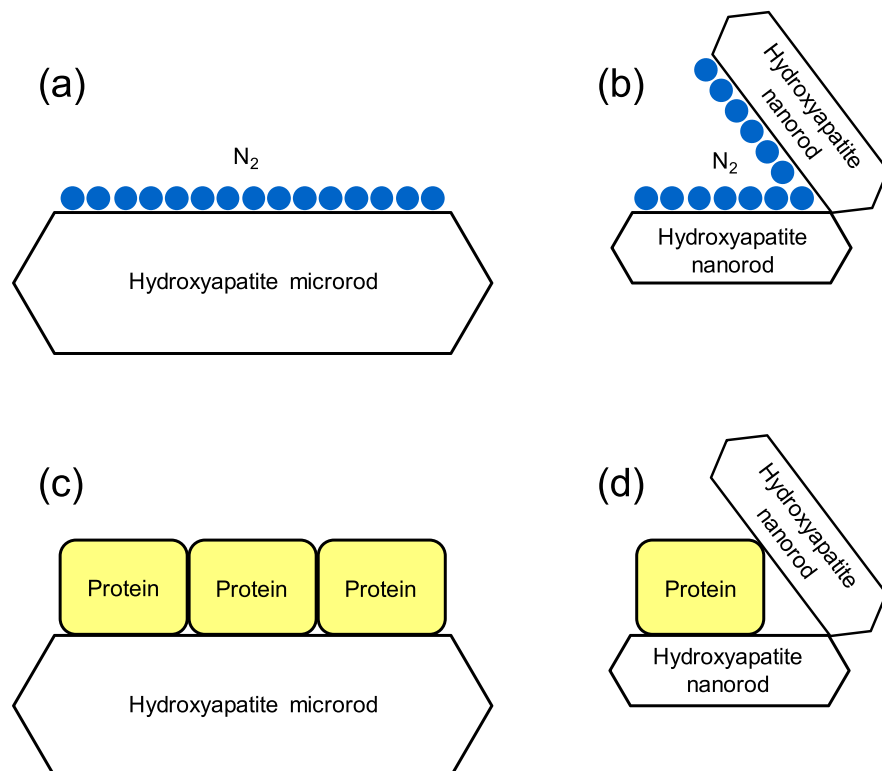 (a)
N₂
Hydroxyapatite microrod
(b)
Hydroxyapatite
nanorod
N₂
Hydroxyapatite
nanorod
(c)
Protein Protein Protein
Hydroxyapatite microrod
(d)
Hydroxyapatite
nanorod
Protein
Hydroxyapatite
nanorod